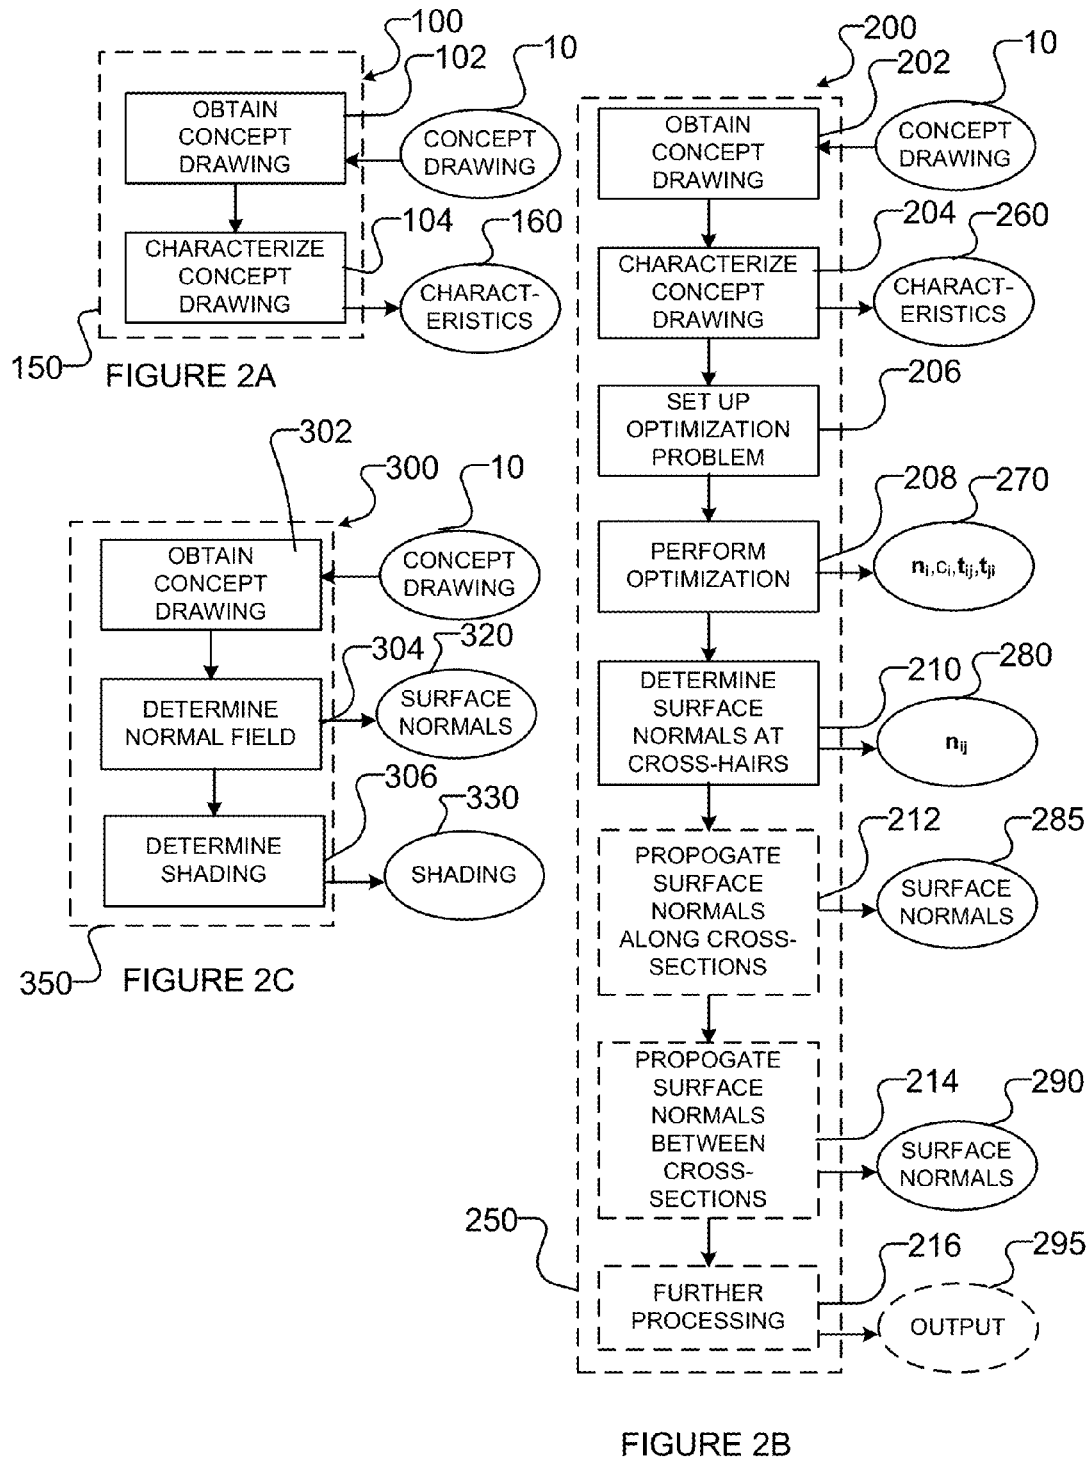 100
102
10
OBTAIN
CONCEPT
DRAWING
CONCEPT
DRAWING
104
160
CHARACTERIZE
CONCEPT
DRAWING
CHARACT-
ERISTICS
150
FIGURE 2A
302
300
10
OBTAIN
CONCEPT
DRAWING
CONCEPT
DRAWING
304
320
DETERMINE
NORMAL FIELD
SURFACE
NORMALS
306
330
DETERMINE
SHADING
SHADING
350
FIGURE 2C
200
202
10
OBTAIN
CONCEPT
DRAWING
CONCEPT
DRAWING
204
260
CHARACTERIZE
CONCEPT
DRAWING
CHARACT-
ERISTICS
206
SET UP
OPTIMIZATION
PROBLEM
208
270
PERFORM
OPTIMIZATION
ni,ci,tij,tji
210
280
DETERMINE
SURFACE
NORMALS AT
CROSS-HAIRS
nij
212
285
PROPOGATE
SURFACE
NORMALS
ALONG CROSS-
SECTIONS
SURFACE
NORMALS
214
290
PROPOGATE
SURFACE
NORMALS
BETWEEN
CROSS-
SECTIONS
SURFACE
NORMALS
250
216
295
FURTHER
PROCESSING
OUTPUT
FIGURE 2B